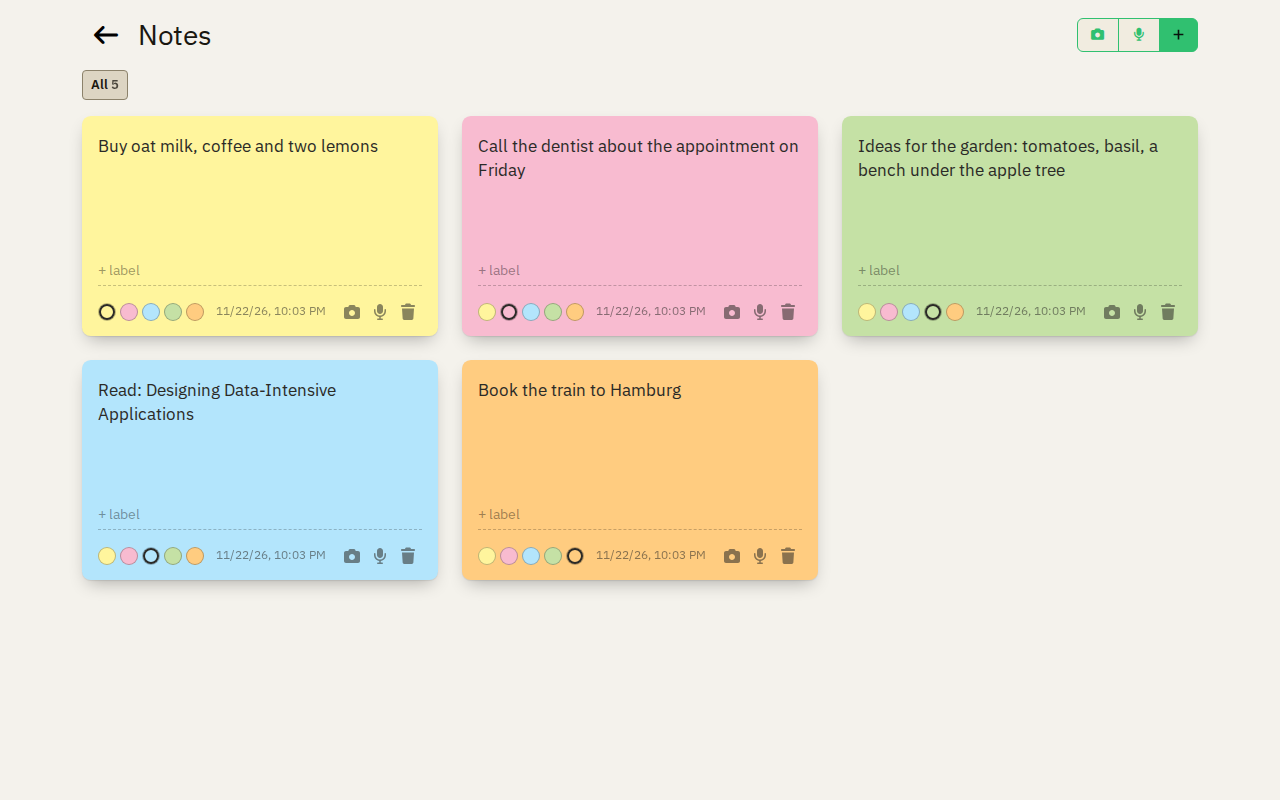 Notes
All 5
Buy oat milk, coffee and two lemons
+ label
11/22/26, 10:03 PM
Call the dentist about the appointment on
Friday
+ label
11/22/26, 10:03 PM
Ideas for the garden: tomatoes, basil, a
bench under the apple tree
+ label
11/22/26, 10:03 PM
Read: Designing Data-Intensive
Applications
+ label
11/22/26, 10:03 PM
Book the train to Hamburg
+ label
11/22/26, 10:03 PM